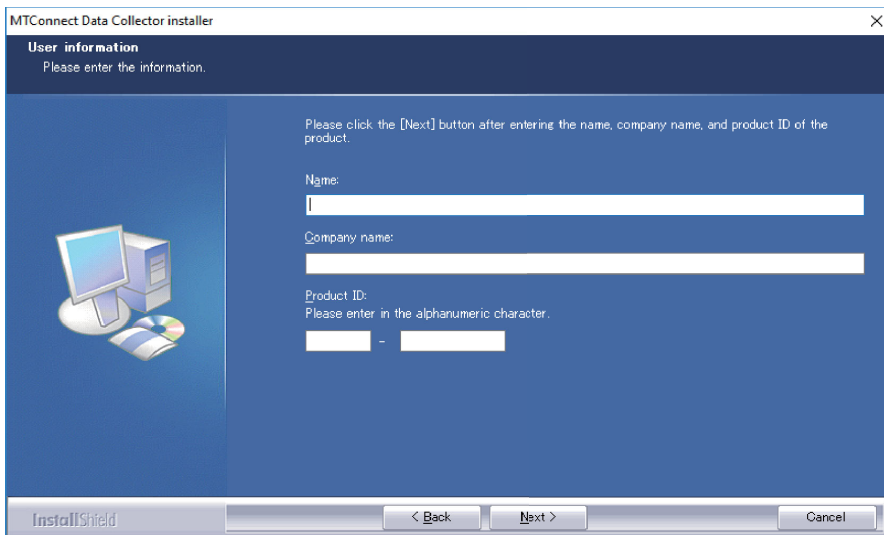 MTConnect Data Collector installer
User information
Please enter the information.
Please click the [Next] button after entering the name, company name, and product ID of the
product.
Name:
Company name:
Product ID:
Please enter in the alphanumeric character.
-
InstallShield
< Back
Next >
Cancel